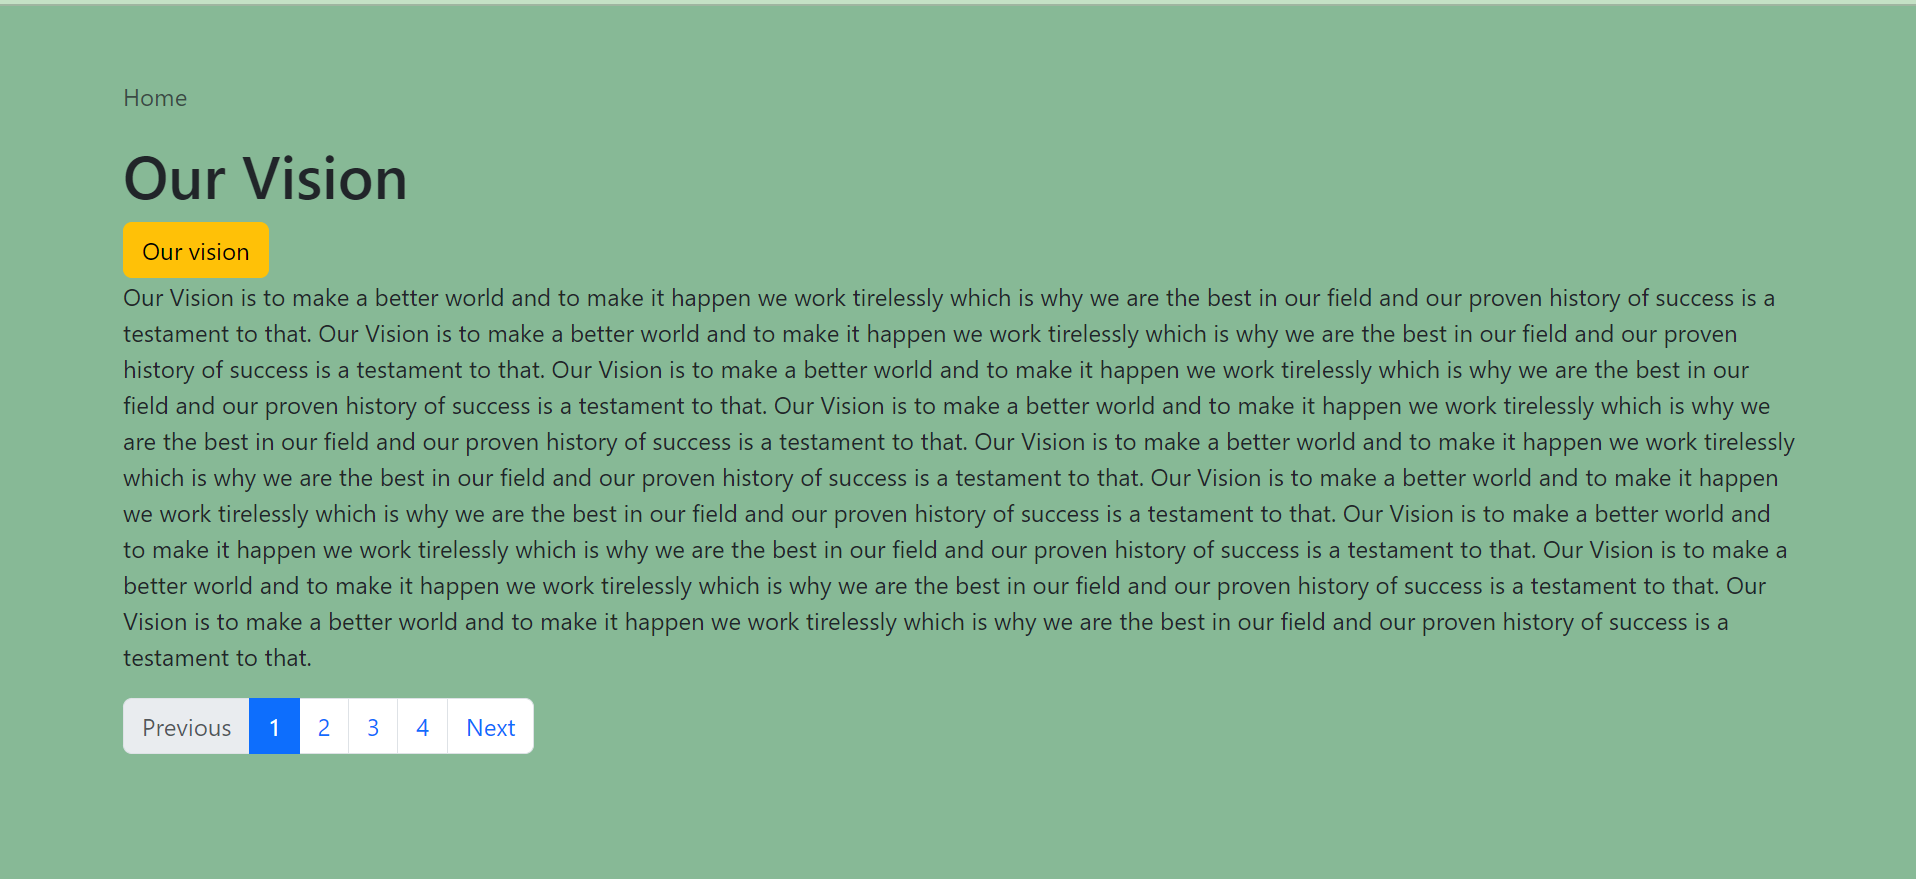 Home
Our Vision
Our vision
Our Vision is to make a better world and to make it happen we work tirelessly which is why we are the best in our field and our proven history of success is a
testament to that. Our Vision is to make a better world and to make it happen we work tirelessly which is why we are the best in our field and our proven
history of success is a testament to that. Our Vision is to make a better world and to make it happen we work tirelessly which is why we are the best in our
field and our proven history of success is a testament to that. Our Vision is to make a better world and to make it happen we work tirelessly which is why we
are the best in our field and our proven history of success is a testament to that. Our Vision is to make a better world and to make it happen we work tirelessly
which is why we are the best in our field and our proven history of success is a testament to that. Our Vision is to make a better world and to make it happen
we work tirelessly which is why we are the best in our field and our proven history of success is a testament to that. Our Vision is to make a better world and
to make it happen we work tirelessly which is why we are the best in our field and our proven history of success is a testament to that. Our Vision is to make a
better world and to make it happen we work tirelessly which is why we are the best in our field and our proven history of success is a testament to that. Our
Vision is to make a better world and to make it happen we work tirelessly which is why we are the best in our field and our proven history of success is a
testament to that.
Previous 1 2 3 4 Next